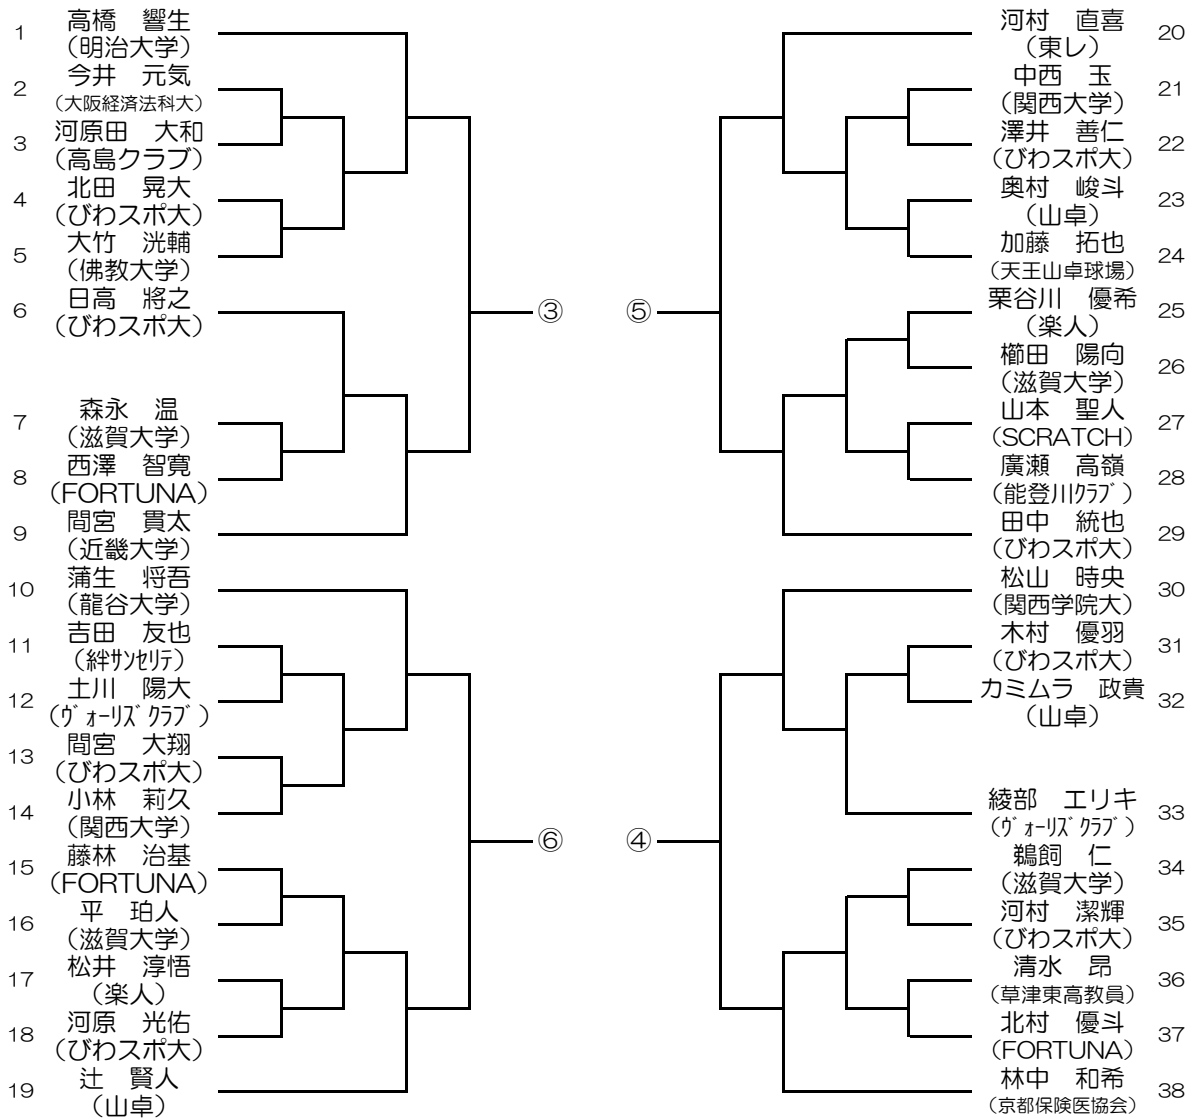 1 高橋　響生
（明治大学）
2 今井　元気
（大阪経済法科大）
3 河原田　大和
（高島クラブ）
4 北田　晃大
（びわスポ大）
5 大竹　洸輔
（佛教大学）
6 日高　將之
（びわスポ大）
7 森永　温
（滋賀大学）
8 西澤　智寛
（FORTUNA）
9 間宮　貫太
（近畿大学）
③
10 蒲生　将吾
（龍谷大学）
11 吉田　友也
（絆ｻﾝｾﾘﾃ）
12 土川　陽大
（ｳﾞｫｰﾘｽﾞｸﾗﾌﾞ）
13 間宮　大翔
（びわスポ大）
14 小林　莉久
（関西大学）
15 藤林　治基
（FORTUNA）
16 平　珀人
（滋賀大学）
17 松井　淳悟
（楽人）
18 河原　光佑
（びわスポ大）
19 辻　賢人
（山卓）
⑥
河村　直喜 20
（東レ）
中西　玉 21
（関西大学）
澤井　善仁 22
（びわスポ大）
奥村　峻斗 23
（山卓）
加藤　拓也 24
（天王山卓球場）
栗谷川　優希 25
（楽人）
櫛田　陽向 26
（滋賀大学）
山本　聖人 27
（SCRATCH）
廣瀬　高嶺 28
（能登川ｸﾗﾌﾞ）
田中　統也 29
（びわスポ大）
⑤
松山　時央 30
（関西学院大）
木村　優羽 31
（びわスポ大）
カミムラ　政貴 32
（山卓）
綾部　エリキ 33
（ｳﾞｫｰﾘｽﾞｸﾗﾌﾞ）
鵜飼　仁 34
（滋賀大学）
河村　潔輝 35
（びわスポ大）
清水　昂 36
（草津東高教員）
北村　優斗 37
（FORTUNA）
林中　和希 38
（京都保険医協会）
④